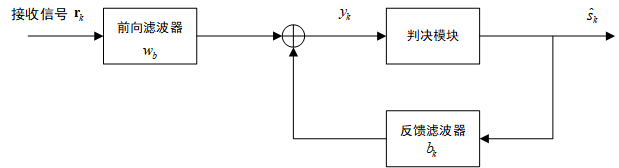 接收信号 r_k
前向滤波器
w_b
y_k
判决模块
ŝ_k
反馈滤波器
b_k